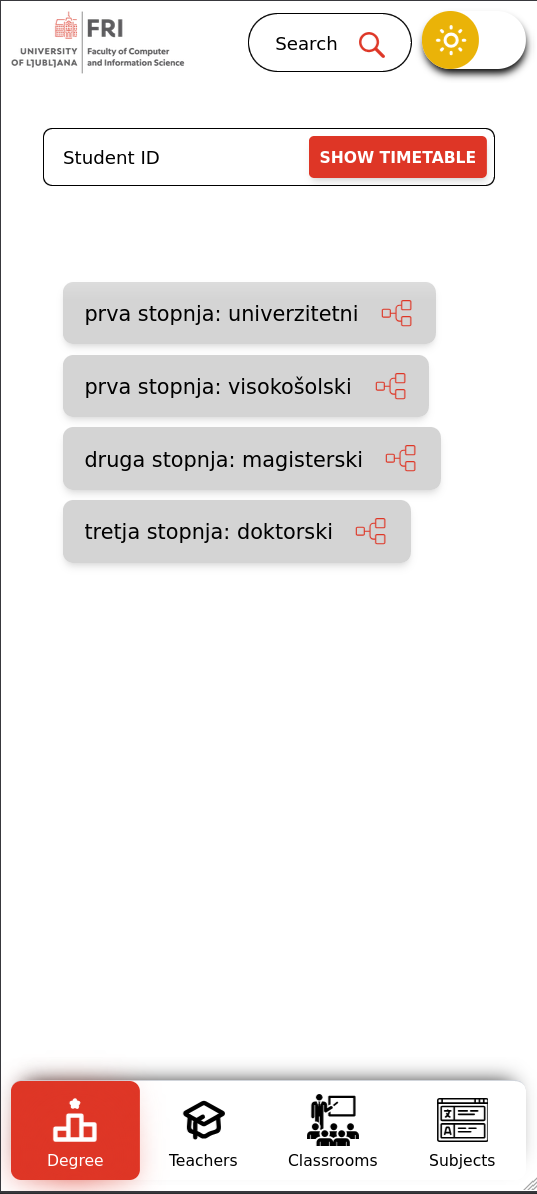 FRI
UNIVERSITY
OF LJUBLJANA
Faculty of Computer
and Information Science
Search
Student ID
SHOW TIMETABLE
prva stopnja: univerzitetni
prva stopnja: visokošolski
druga stopnja: magisterski
tretja stopnja: doktorski
Degree
Teachers
Classrooms
Subjects